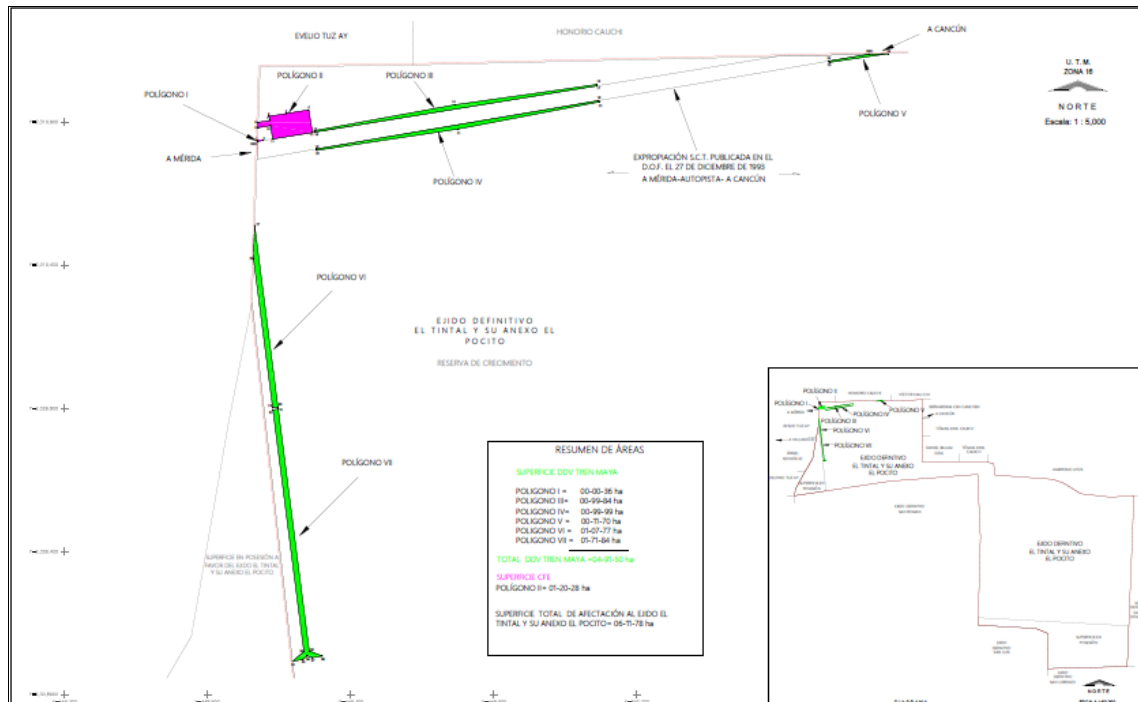 EVELIO TUZ AY
HONORIO CAUCHI
A CANCÚN
U. T. M.
ZONA 16
NORTE
Escala: 1 : 5,000
POLÍGONO II
POLÍGONO III
POLÍGONO I
POLÍGONO V
A MÉRIDA
POLÍGONO IV
EXPROPIACIÓN S.C.T. PUBLICADA EN EL
D.O.F. EL 27 DE DICIEMBRE DE 1993
A MÉRIDA-AUTOPISTA- A CANCÚN
POLÍGONO VI
EJIDO DEFINITIVO
EL TINTAL Y SU ANEXO EL
POCITO
RESERVA DE CRECIMIENTO
POLÍGONO VII
SUPERFICIE EN POSESIÓN A
FAVOR DEL EJIDO EL TINTAL
Y SU ANEXO EL POCITO
RESUMEN DE ÁREAS
SUPERFICIE DDV TREN MAYA
POLIGONO I = 00-00-36 ha
POLIGONO III= 00-99-84 ha
POLIGONO IV= 00-99-99 ha
POLIGONO V = 00-11-70 ha
POLIGONO VI = 01-07-77 ha
POLIGONO VII = 01-71-84 ha
TOTAL DDV TREN MAYA =04-91-50 ha
SUPERFICIE CFE
POLÍGONO II= 01-20-28 ha
SUPERFICIE TOTAL DE AFECTACIÓN AL EJIDO EL
TINTAL Y SU ANEXO EL POCITO= 06-11-78 ha
POLÍGONO II
HONORIO CAUCHI
POLÍGONO I
POLÍGONO IV
POLÍGONO V
A MÉRIDA
A CANCÚN
POLÍGONO III
POLÍGONO VI
POLÍGONO VII
EJIDO DEFINITIVO
EL TINTAL Y SU ANEXO
EL POCITO
EJIDO DEFINITIVO
EL TINTAL Y SU ANEXO
EL POCITO
SUPERFICIE EN
POSESIÓN
NORTE